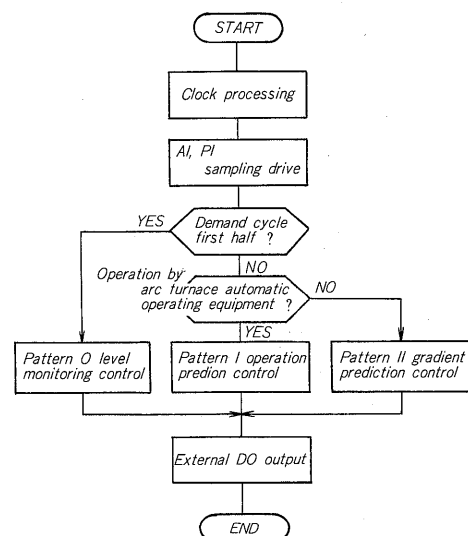 START
Clock processing
AI, PI
sampling drive
Demand cycle
first half ?
YES
NO
Operation by
arc furnace automatic
operating equipment ?
NO
YES
Pattern O level
monitoring control
Pattern I operation
predion control
Pattern II gradient
prediction control
External DO output
END